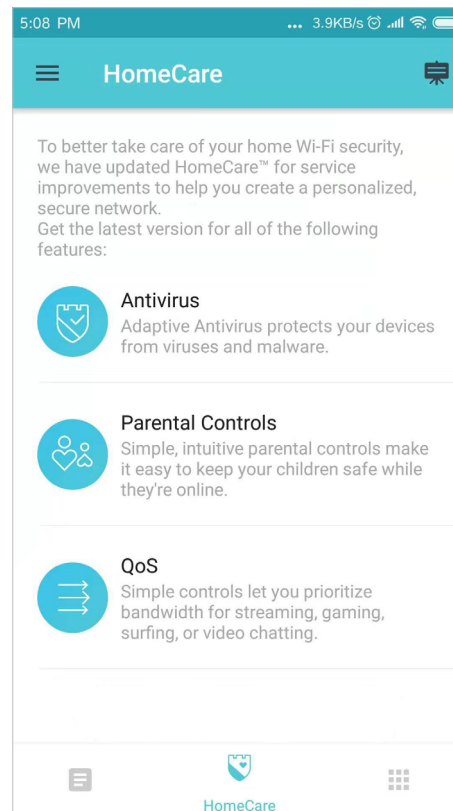 5:08 PM ... 3.9KB/s
HomeCare
To better take care of your home Wi-Fi security,
we have updated HomeCare™ for service
improvements to help you create a personalized,
secure network.
Get the latest version for all of the following
features:
Antivirus
Adaptive Antivirus protects your devices
from viruses and malware.
Parental Controls
Simple, intuitive parental controls make
it easy to keep your children safe while
they're online.
QoS
Simple controls let you prioritize
bandwidth for streaming, gaming,
surfing, or video chatting.
HomeCare